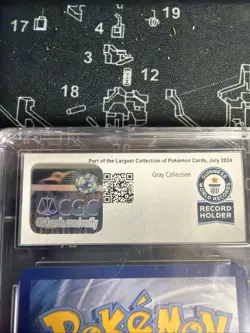 19
17
3
12
18
Part of the Largest Collection of Pokémon Cards, July 2024
Gray Collection
CGC
GUINNESS
WORLD RECORDS
RECORD
HOLDER
Pokémon